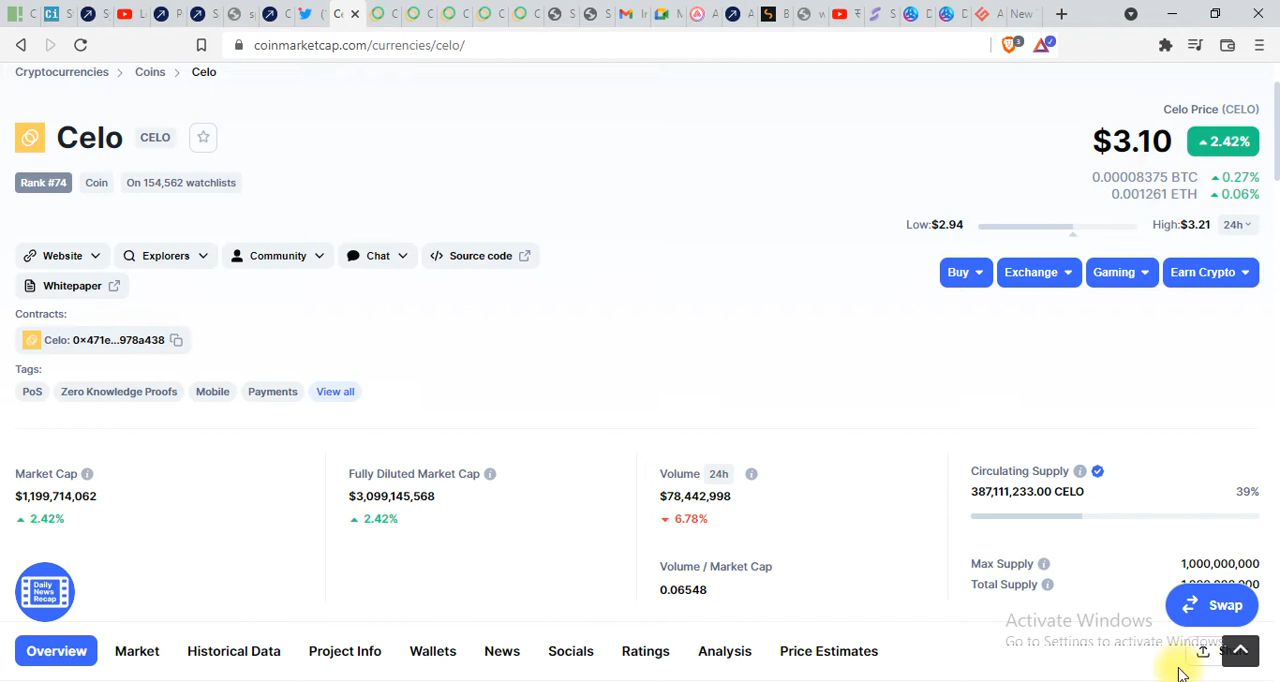 coinmarketcap.com/currencies/celo/
Cryptocurrencies > Coins > Celo
Celo CELO
Rank #74 Coin On 154,562 watchlists
Celo Price (CELO)
$3.10 2.42%
0.00008375 BTC 0.27%
0.001261 ETH 0.06%
Low:$2.94 High:$3.21 24h
Website Explorers Community Chat </> Source code
Whitepaper
Buy Exchange Gaming Earn Crypto
Contracts:
Celo: 0×471e...978a438
Tags:
PoS Zero Knowledge Proofs Mobile Payments View all
Market Cap
$1,199,714,062
2.42%
Fully Diluted Market Cap
$3,099,145,568
2.42%
Volume 24h
$78,442,998
6.78%
Volume / Market Cap
0.06548
Circulating Supply
387,111,233.00 CELO 39%
Max Supply 1,000,000,000
Total Supply 1,000,000,000
Daily
News
Recap
Swap
Activate Windows
Go to Settings to activate Windows
Overview Market Historical Data Project Info Wallets News Socials Ratings Analysis Price Estimates